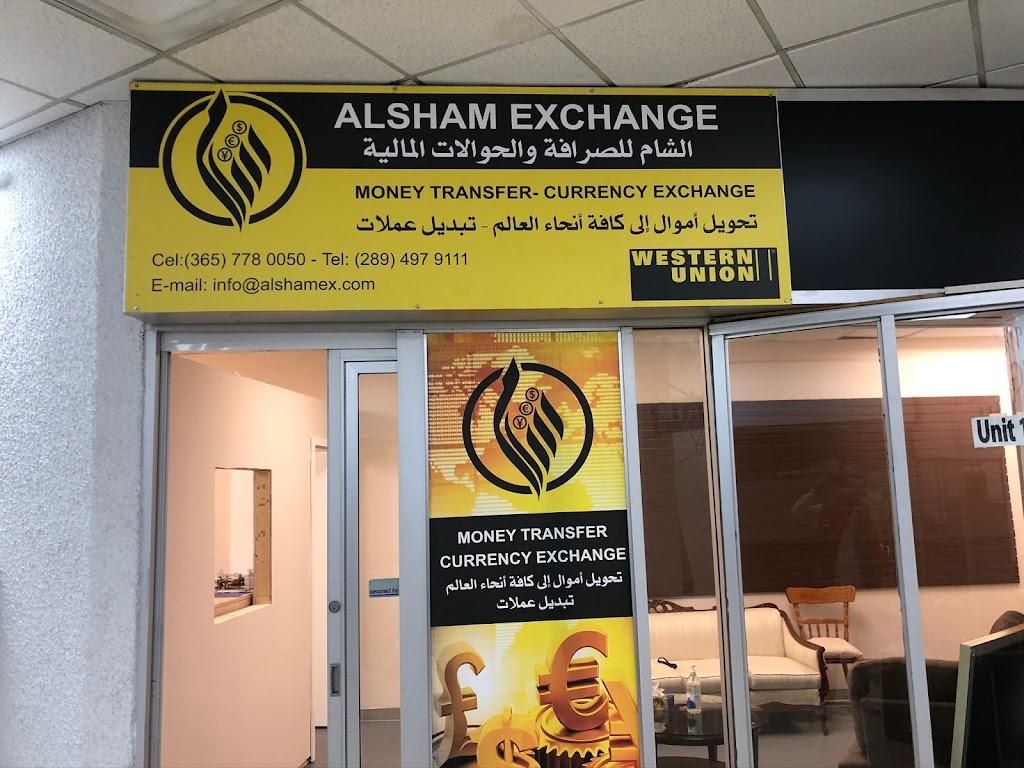 ALSHAM EXCHANGE
الشام للصرافة والحوالات المالية
MONEY TRANSFER- CURRENCY EXCHANGE
تحويل أموال إلى كافة أنحاء العالم - تبديل عملات
Cel:(365) 778 0050 - Tel: (289) 497 9111
E-mail: info@alshamex.com
WESTERN
UNION
MONEY TRANSFER
CURRENCY EXCHANGE
تحويل أموال إلى كافة أنحاء العالم
تبديل عملات
secured by
Unit